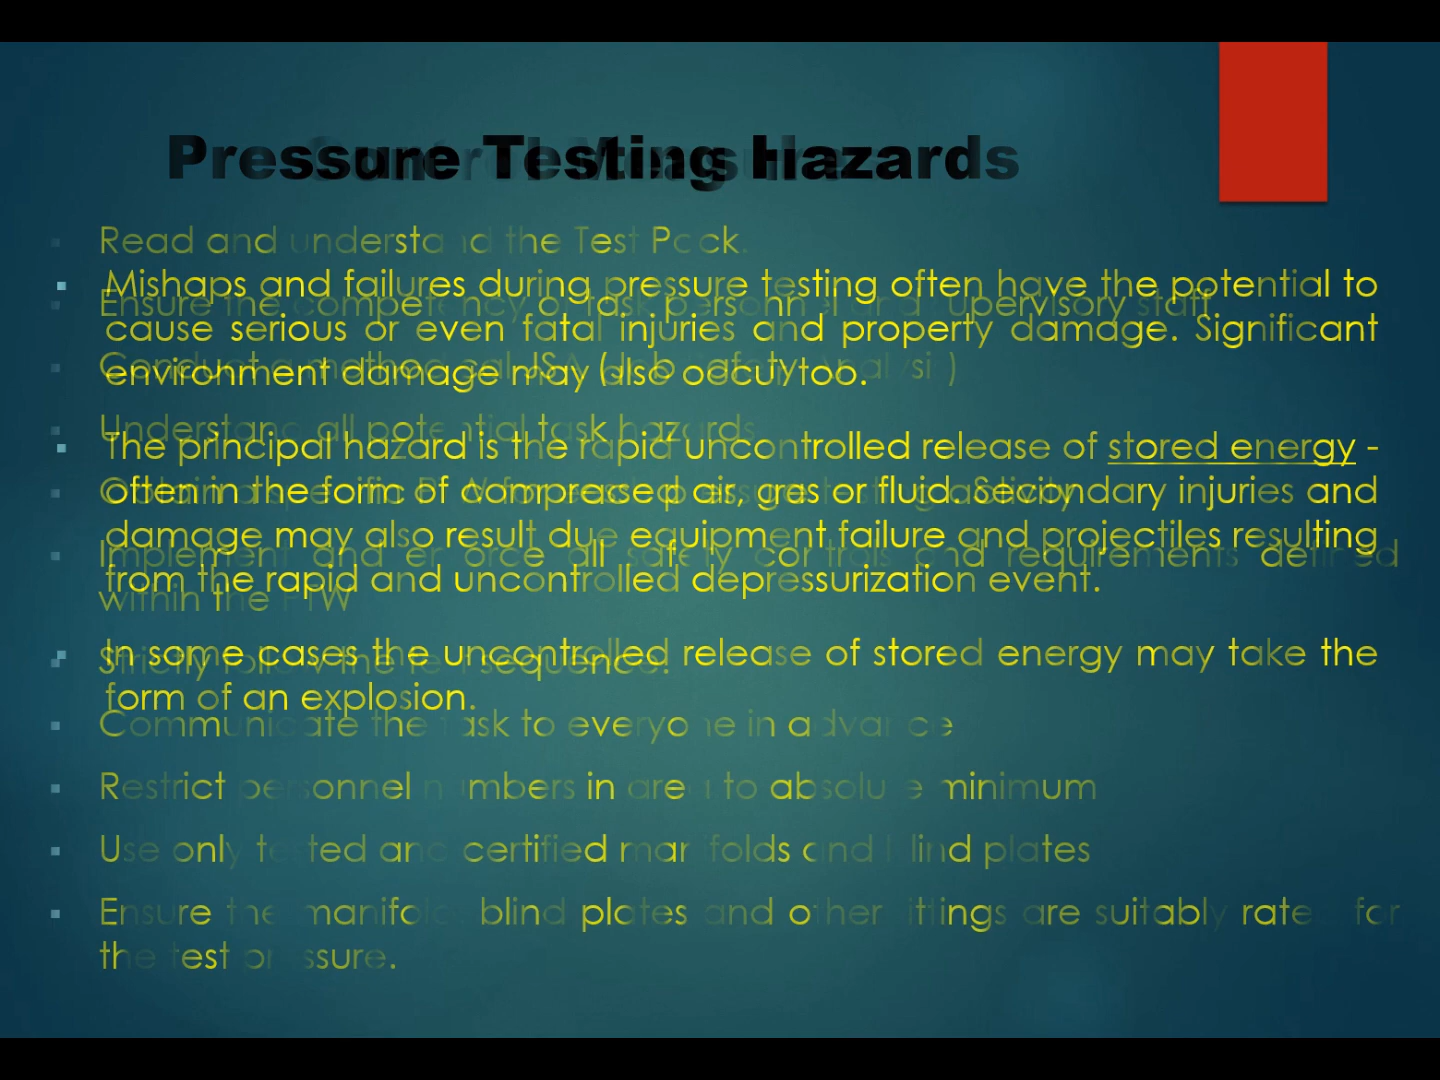 Pressure Testing Hazards
Mishaps and failures during pressure testing often have the potential to
cause serious or even fatal injuries and property damage. Significant
environment damage may also occur too.
The principal hazard is the rapid uncontrolled release of stored energy -
often in the form of compressed air, gas or fluid. Secondary injuries and
damage may also result due equipment failure and projectiles resulting
from the rapid and uncontrolled depressurization event.
In some cases the uncontrolled release of stored energy may take the
form of an explosion.
Read and understand the Test Pack.
Ensure the competency of task personnel and supervisory staff
Conduct a methodical JSA (Job Safety Analysis)
Understand all potential task hazards
Implement and enforce all safety controls and requirements defined
within the PTW
Strictly follow the test sequence.
Communicate the task to everyone in advance
Restrict personnel numbers in area to absolute minimum
Use only tested and certified manifolds and blind plates
Ensure the manifold, blind plates and other fittings are suitably rated for
the test pressure.